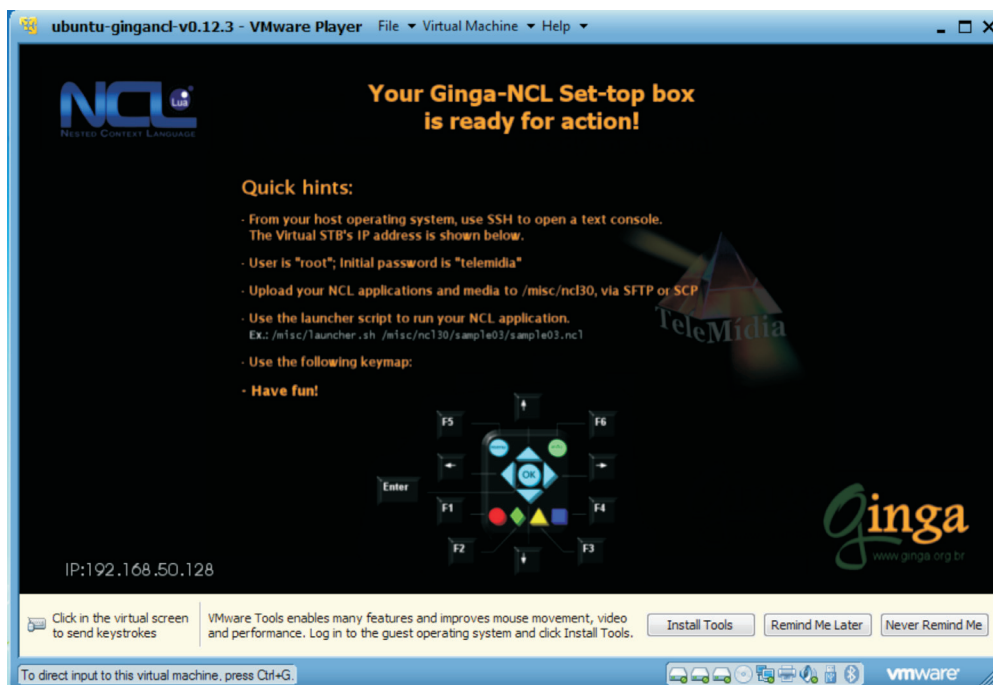 ubuntu-gingancl-v0.12.3 - VMware Player File Virtual Machine Help
NCL
Lua
NESTED CONTEXT LANGUAGE
Your Ginga-NCL Set-top box
is ready for action!
Quick hints:
- From your host operating system, use SSH to open a text console.
The Virtual STB's IP address is shown below.
- User is "root"; Initial password is "telemidia"
- Upload your NCL applications and media to /misc/ncl30, via SFTP or SCP
- Use the launcher script to run your NCL application.
Ex.: /misc/launcher.sh /misc/ncl30/sample03/sample03.ncl
- Use the following keymap:
- Have fun!
TeleMídia
F5
F6
OK
Enter
F1
F4
F2
F3
Ginga
www.ginga.org.br
IP:192.168.50.128
Click in the virtual screen
to send keystrokes
VMware Tools enables many features and improves mouse movement, video
and performance. Log in to the guest operating system and click Install Tools.
Install Tools
Remind Me Later
Never Remind Me
To direct input to this virtual machine, press Ctrl+G.
vmware